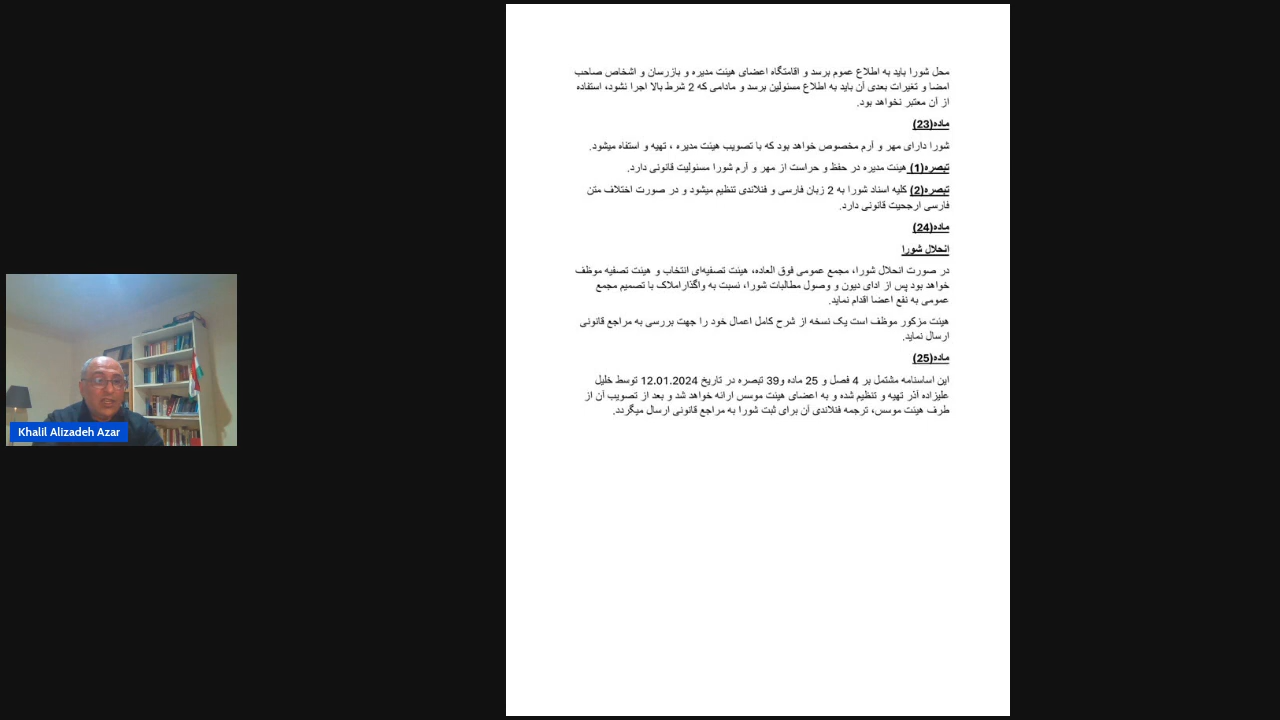 محل شورا باید به اطلاع عموم برسد و اقامتگاه اعضای هیئت مدیره و بازرسان و اشخاص صاحب
امضا و تغیرات بعدی آن باید به اطلاع مسئولین برسد و مادامی که 2 شرط بالا اجرا نشود، استفاده
از آن معتبر نخواهد بود.
ماده(23)
شورا دارای مهر و آرم مخصوص خواهد بود که با تصویب هیئت مدیره ، تهیه و استفاه میشود.
تبصره(1) هیئت مدیره در حفظ و حراست از مهر و آرم شورا مسئولیت قانونی دارد.
تبصره(2) کلیه اسناد شورا به 2 زبان فارسی و فنلاندی تنظیم میشود و در صورت اختلاف متن
فارسی ارجحیت قانونی دارد.
ماده(24)
انحلال شورا
در صورت انحلال شورا، مجمع عمومی فوق العاده، هیئت تصفیه‌ای انتخاب و هیئت تصفیه موظف
خواهد بود پس از ادای دیون و وصول مطالبات شورا، نسبت به واگذاراملاک با تصمیم مجمع
عمومی به نفع اعضا اقدام نماید.
هیئت مزکور موظف است یک نسخه از شرح کامل اعمال خود را جهت بررسی به مراجع قانونی
ارسال نماید.
ماده(25)
این اساسنامه مشتمل بر 4 فصل و 25 ماده و39 تبصره در تاریخ 12.01.2024 توسط خلیل
علیزاده آذر تهیه و تنظیم شده و به اعضای هیئت موسس ارائه خواهد شد و بعد از تصویب آن از
طرف هیئت موسس، ترجمه فنلاندی آن برای ثبت شورا به مراجع قانونی ارسال میگردد.
Khalil Alizadeh Azar